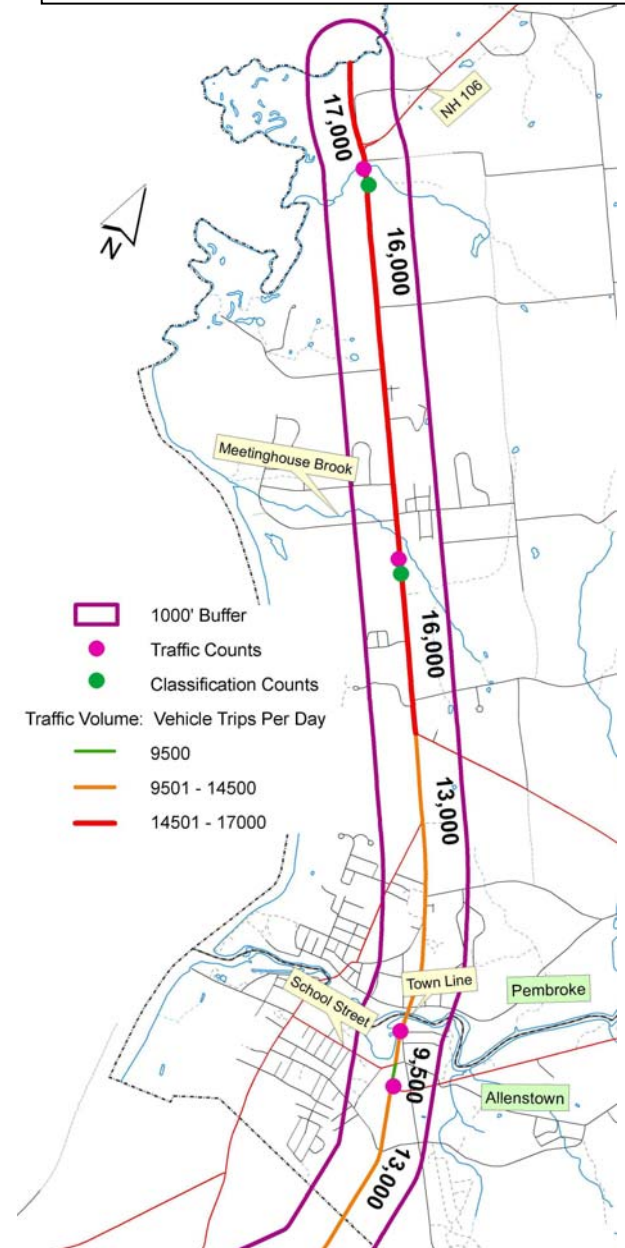 NH 106
17,000
N
16,000
Meetinghouse Brook
1000' Buffer
Traffic Counts
Classification Counts
Traffic Volume: Vehicle Trips Per Day
9500
9501 - 14500
14501 - 17000
16,000
13,000
School Street
Town Line
Pembroke
9,500
Allenstown
13,000